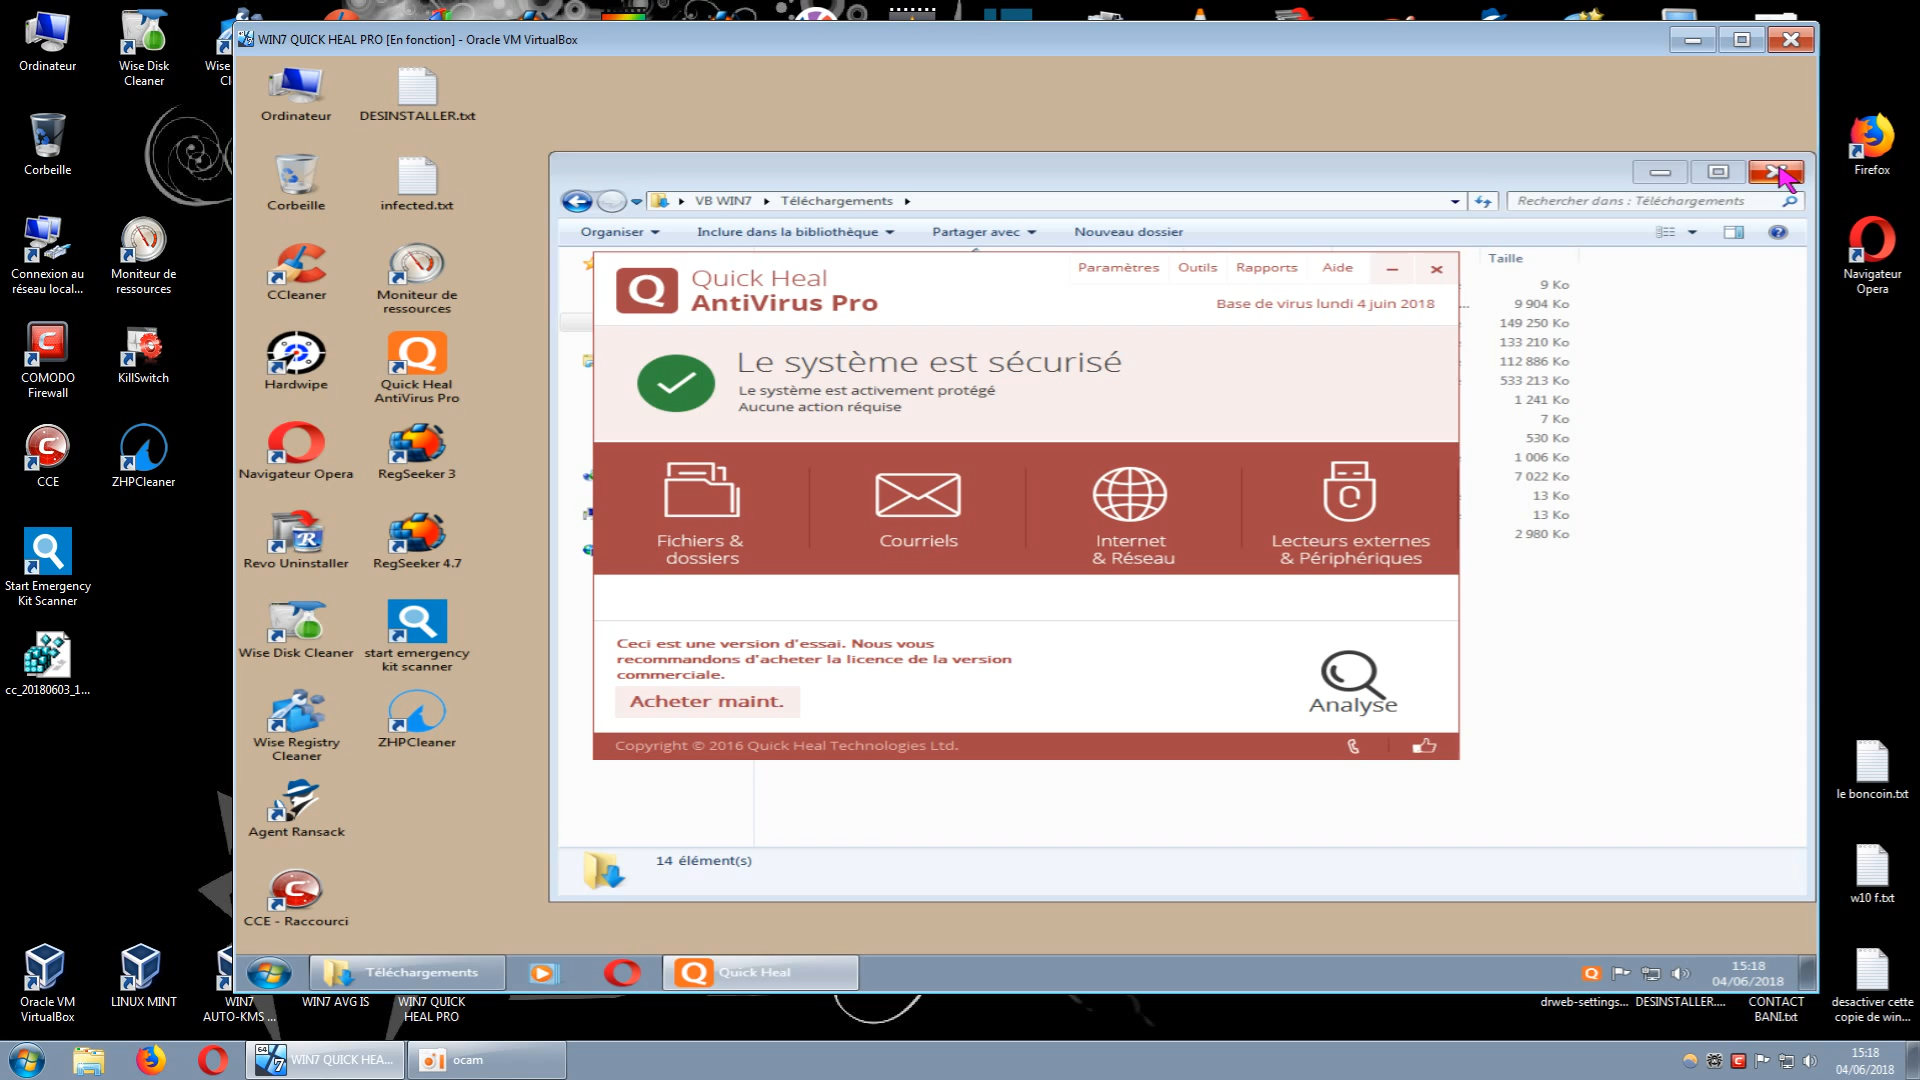 WIN7 QUICK HEAL PRO [En fonction] - Oracle VM VirtualBox
Ordinateur
Wise Disk
Cleaner
Wise
Corbeille
Connexion au
réseau local...
Moniteur de
ressources
COMODO
Firewall
KillSwitch
CCE
ZHPCleaner
Start Emergency
Kit Scanner
cc_20180603_1...
Oracle VM
VirtualBox
LINUX MINT
WIN7
AUTO-KMS ...
WIN7 AVG IS
WIN7 QUICK
HEAL PRO
Ordinateur
DESINSTALLER.txt
Corbeille
infected.txt
CCleaner
Moniteur de
ressources
Hardwipe
Quick Heal
AntiVirus Pro
Navigateur Opera
RegSeeker 3
Revo Uninstaller
RegSeeker 4.7
Wise Disk Cleaner
start emergency
kit scanner
Wise Registry
Cleaner
ZHPCleaner
Agent Ransack
CCE - Raccourci
VB WIN7
Téléchargements
Rechercher dans : Téléchargements
Organiser
Inclure dans la bibliothèque
Partager avec
Nouveau dossier
Taille
9 Ko
9 904 Ko
149 250 Ko
133 210 Ko
112 886 Ko
533 213 Ko
1 241 Ko
7 Ko
530 Ko
1 006 Ko
7 022 Ko
13 Ko
13 Ko
2 980 Ko
Quick Heal
AntiVirus Pro
Paramètres
Outils
Rapports
Aide
Base de virus lundi 4 juin 2018
Le système est sécurisé
Le système est activement protégé
Aucune action réquise
Fichiers &
dossiers
Courriels
Internet
& Réseau
Lecteurs externes
& Périphériques
Ceci est une version d'essai. Nous vous
recommandons d'acheter la licence de la version
commerciale.
Acheter maint.
Analyse
Copyright © 2016 Quick Heal Technologies Ltd.
14 élément(s)
Téléchargements
Quick Heal
15:18
04/06/2018
Firefox
Navigateur
Opera
le boncoin.txt
w10 f.txt
drweb-settings...
DESINSTALLER....
CONTACT
BANI.txt
desactiver cette
copie de win...
WIN7 QUICK HEA...
ocam
15:18
04/06/2018